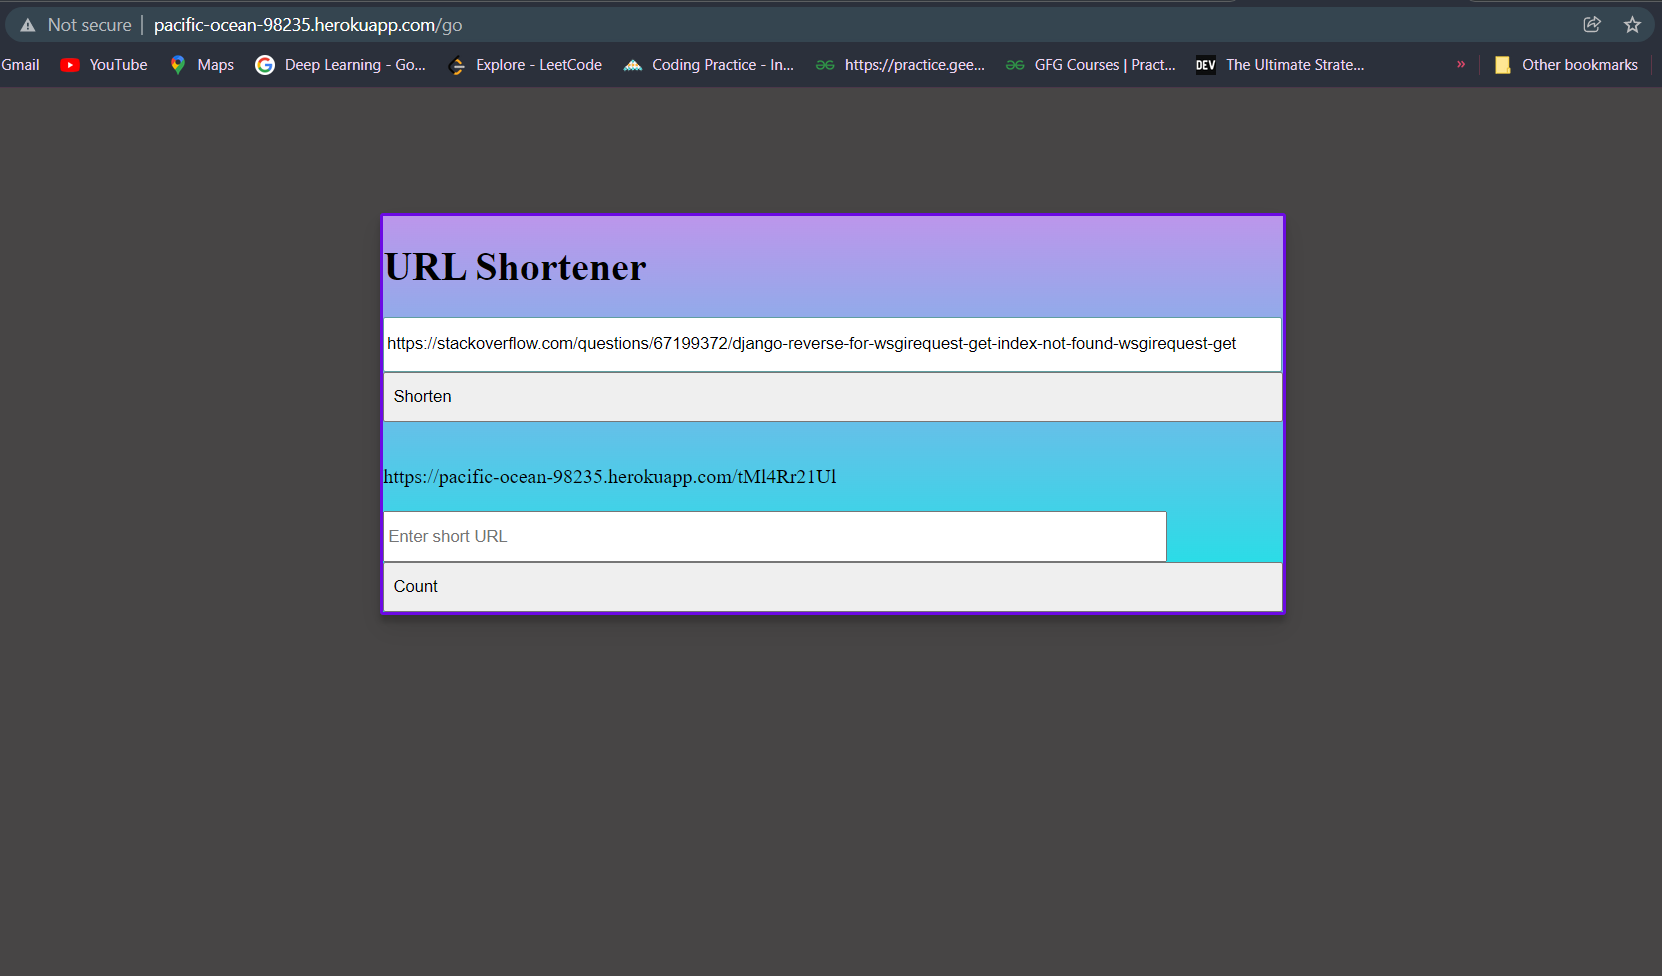 Not secure | pacific-ocean-98235.herokuapp.com/go
Gmail YouTube Maps Deep Learning - Go... Explore - LeetCode Coding Practice - In... https://practice.gee... GFG Courses | Pract... DEV The Ultimate Strate... » Other bookmarks
URL Shortener
https://stackoverflow.com/questions/67199372/django-reverse-for-wsgirequest-get-index-not-found-wsgirequest-get
Shorten
https://pacific-ocean-98235.herokuapp.com/tMl4Rr21Ul
Enter short URL
Count